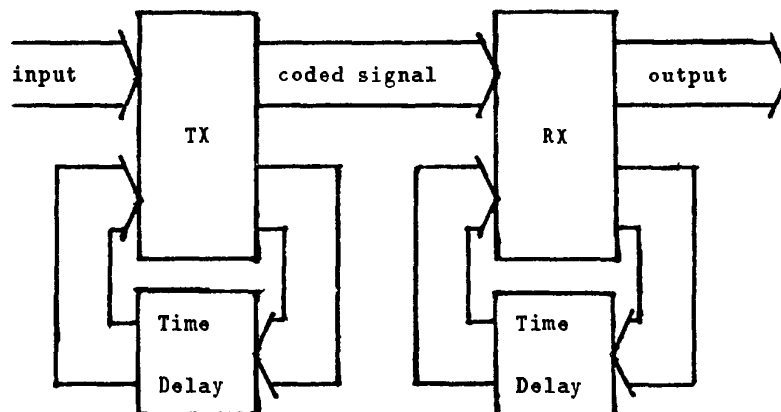 input
coded signal
output
TX
RX
Time
Delay
Time
Delay